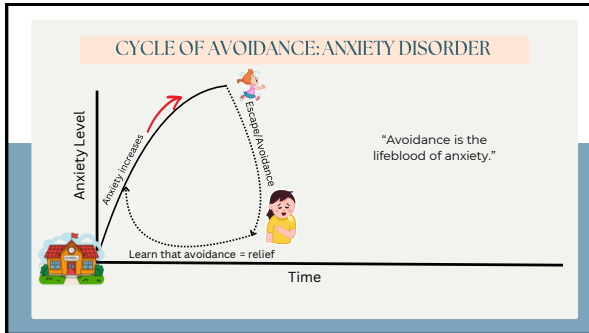 CYCLE OF AVOIDANCE: ANXIETY DISORDER
Anxiety Level
Anxiety increases
Escape/Avoidance
"Avoidance is the
lifeblood of anxiety."
Learn that avoidance = relief
Time